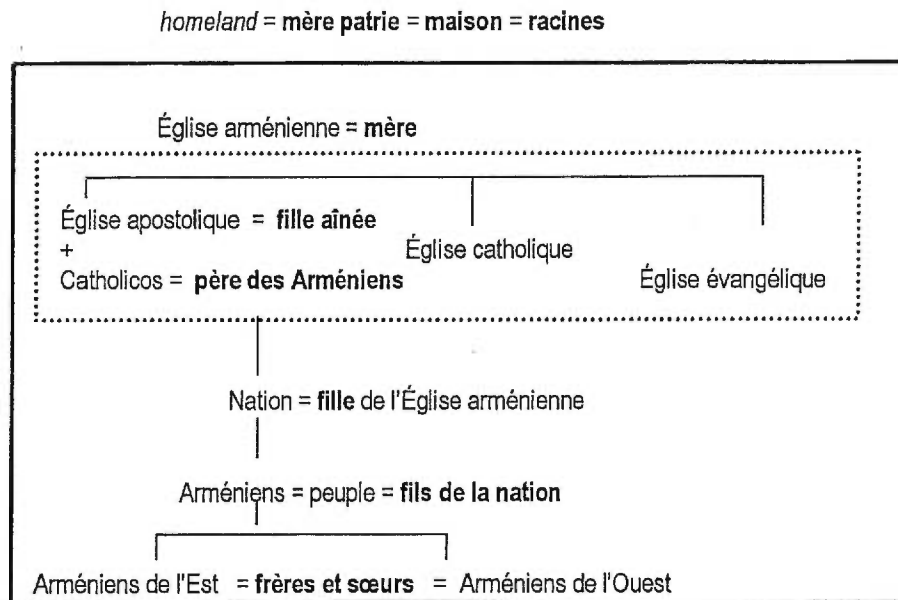 homeland = mère patrie = maison = racines
Église arménienne = mère
Église apostolique = fille aînée
+
Église catholique
Catholicos = père des Arméniens
Église évangélique
Nation = fille de l'Église arménienne
Arméniens = peuple = fils de la nation
Arméniens de l'Est = frères et sœurs = Arméniens de l'Ouest